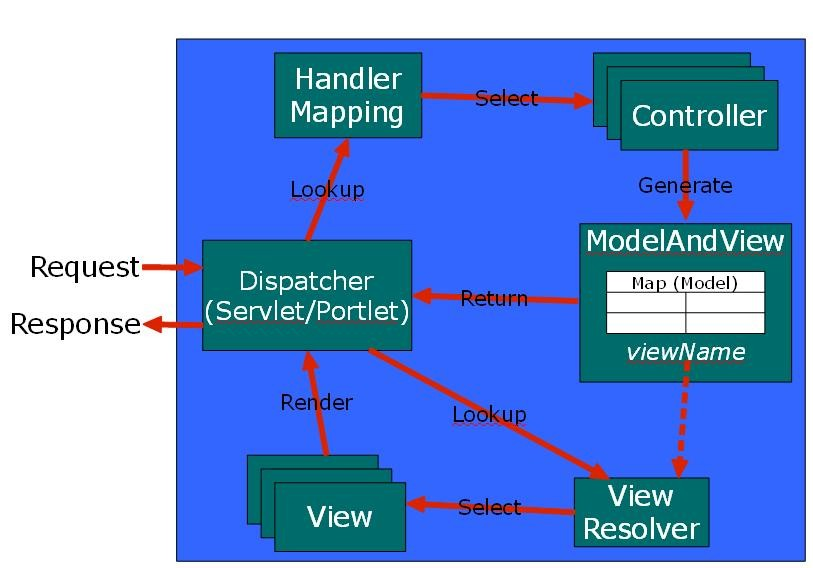 Handler
Mapping
Select
Controller
Lookup
Generate
Request
Response
Dispatcher
(Servlet/Portlet)
Return
ModelAndView
Map (Model)
viewName
Render
Lookup
View
Select
View
Resolver